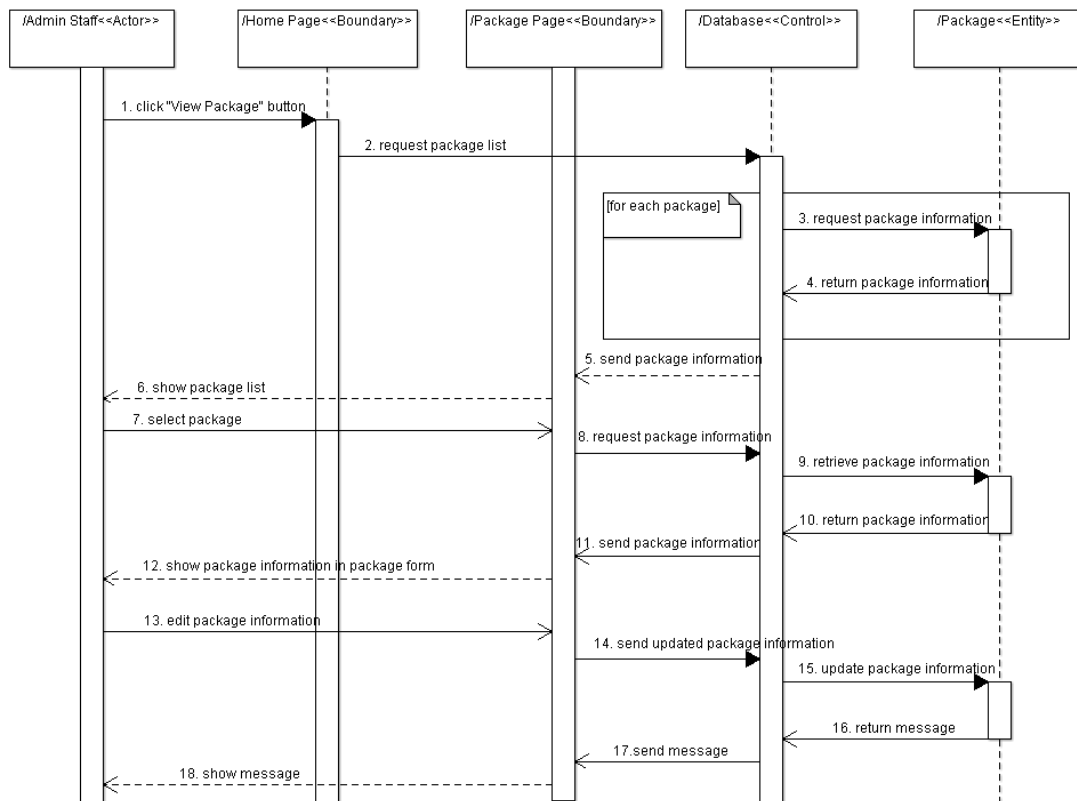 /Admin Staff<<Actor>>
/Home Page<<Boundary>>
/Package Page<<Boundary>>
/Database<<Control>>
/Package<<Entity>>
1. click "View Package" button
2. request package list
[for each package]
3. request package information
4. return package information
5. send package information
6. show package list
7. select package
8. request package information
9. retrieve package information
10. return package information
11. send package information
12. show package information in package form
13. edit package information
14. send updated package information
15. update package information
16. return message
17.send message
18. show message